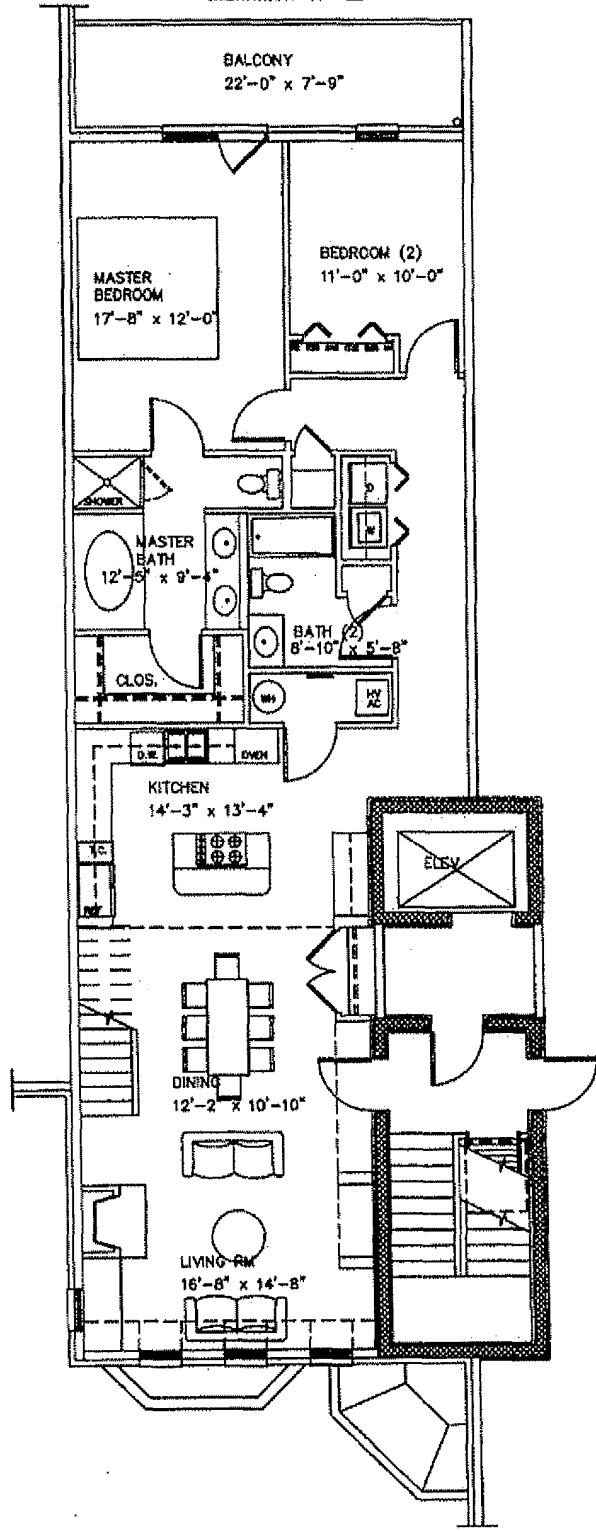 BALCONY
22'-0" x 7'-9"
BEDROOM (2)
11'-0" x 10'-0"
MASTER
BEDROOM
17'-8" x 12'-0"
SHOWER
D
W
MASTER
BATH
12'-5" x 9'-4"
BATH (2)
8'-10" x 5'-8"
CLOS.
WH
HV
AC
D.W.
OVEN
KITCHEN
14'-3" x 13'-4"
T.C.
REF
ELEV
DINING
12'-2" x 10'-10"
LIVING RM
16'-8" x 14'-8"